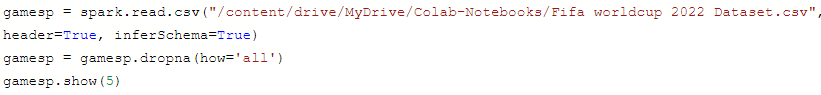 gamesp = spark.read.csv("/content/drive/MyDrive/Colab-Notebooks/Fifa worldcup 2022 Dataset.csv",
header=True, inferSchema=True)
gamesp = gamesp.dropna(how='all')
gamesp.show(5)